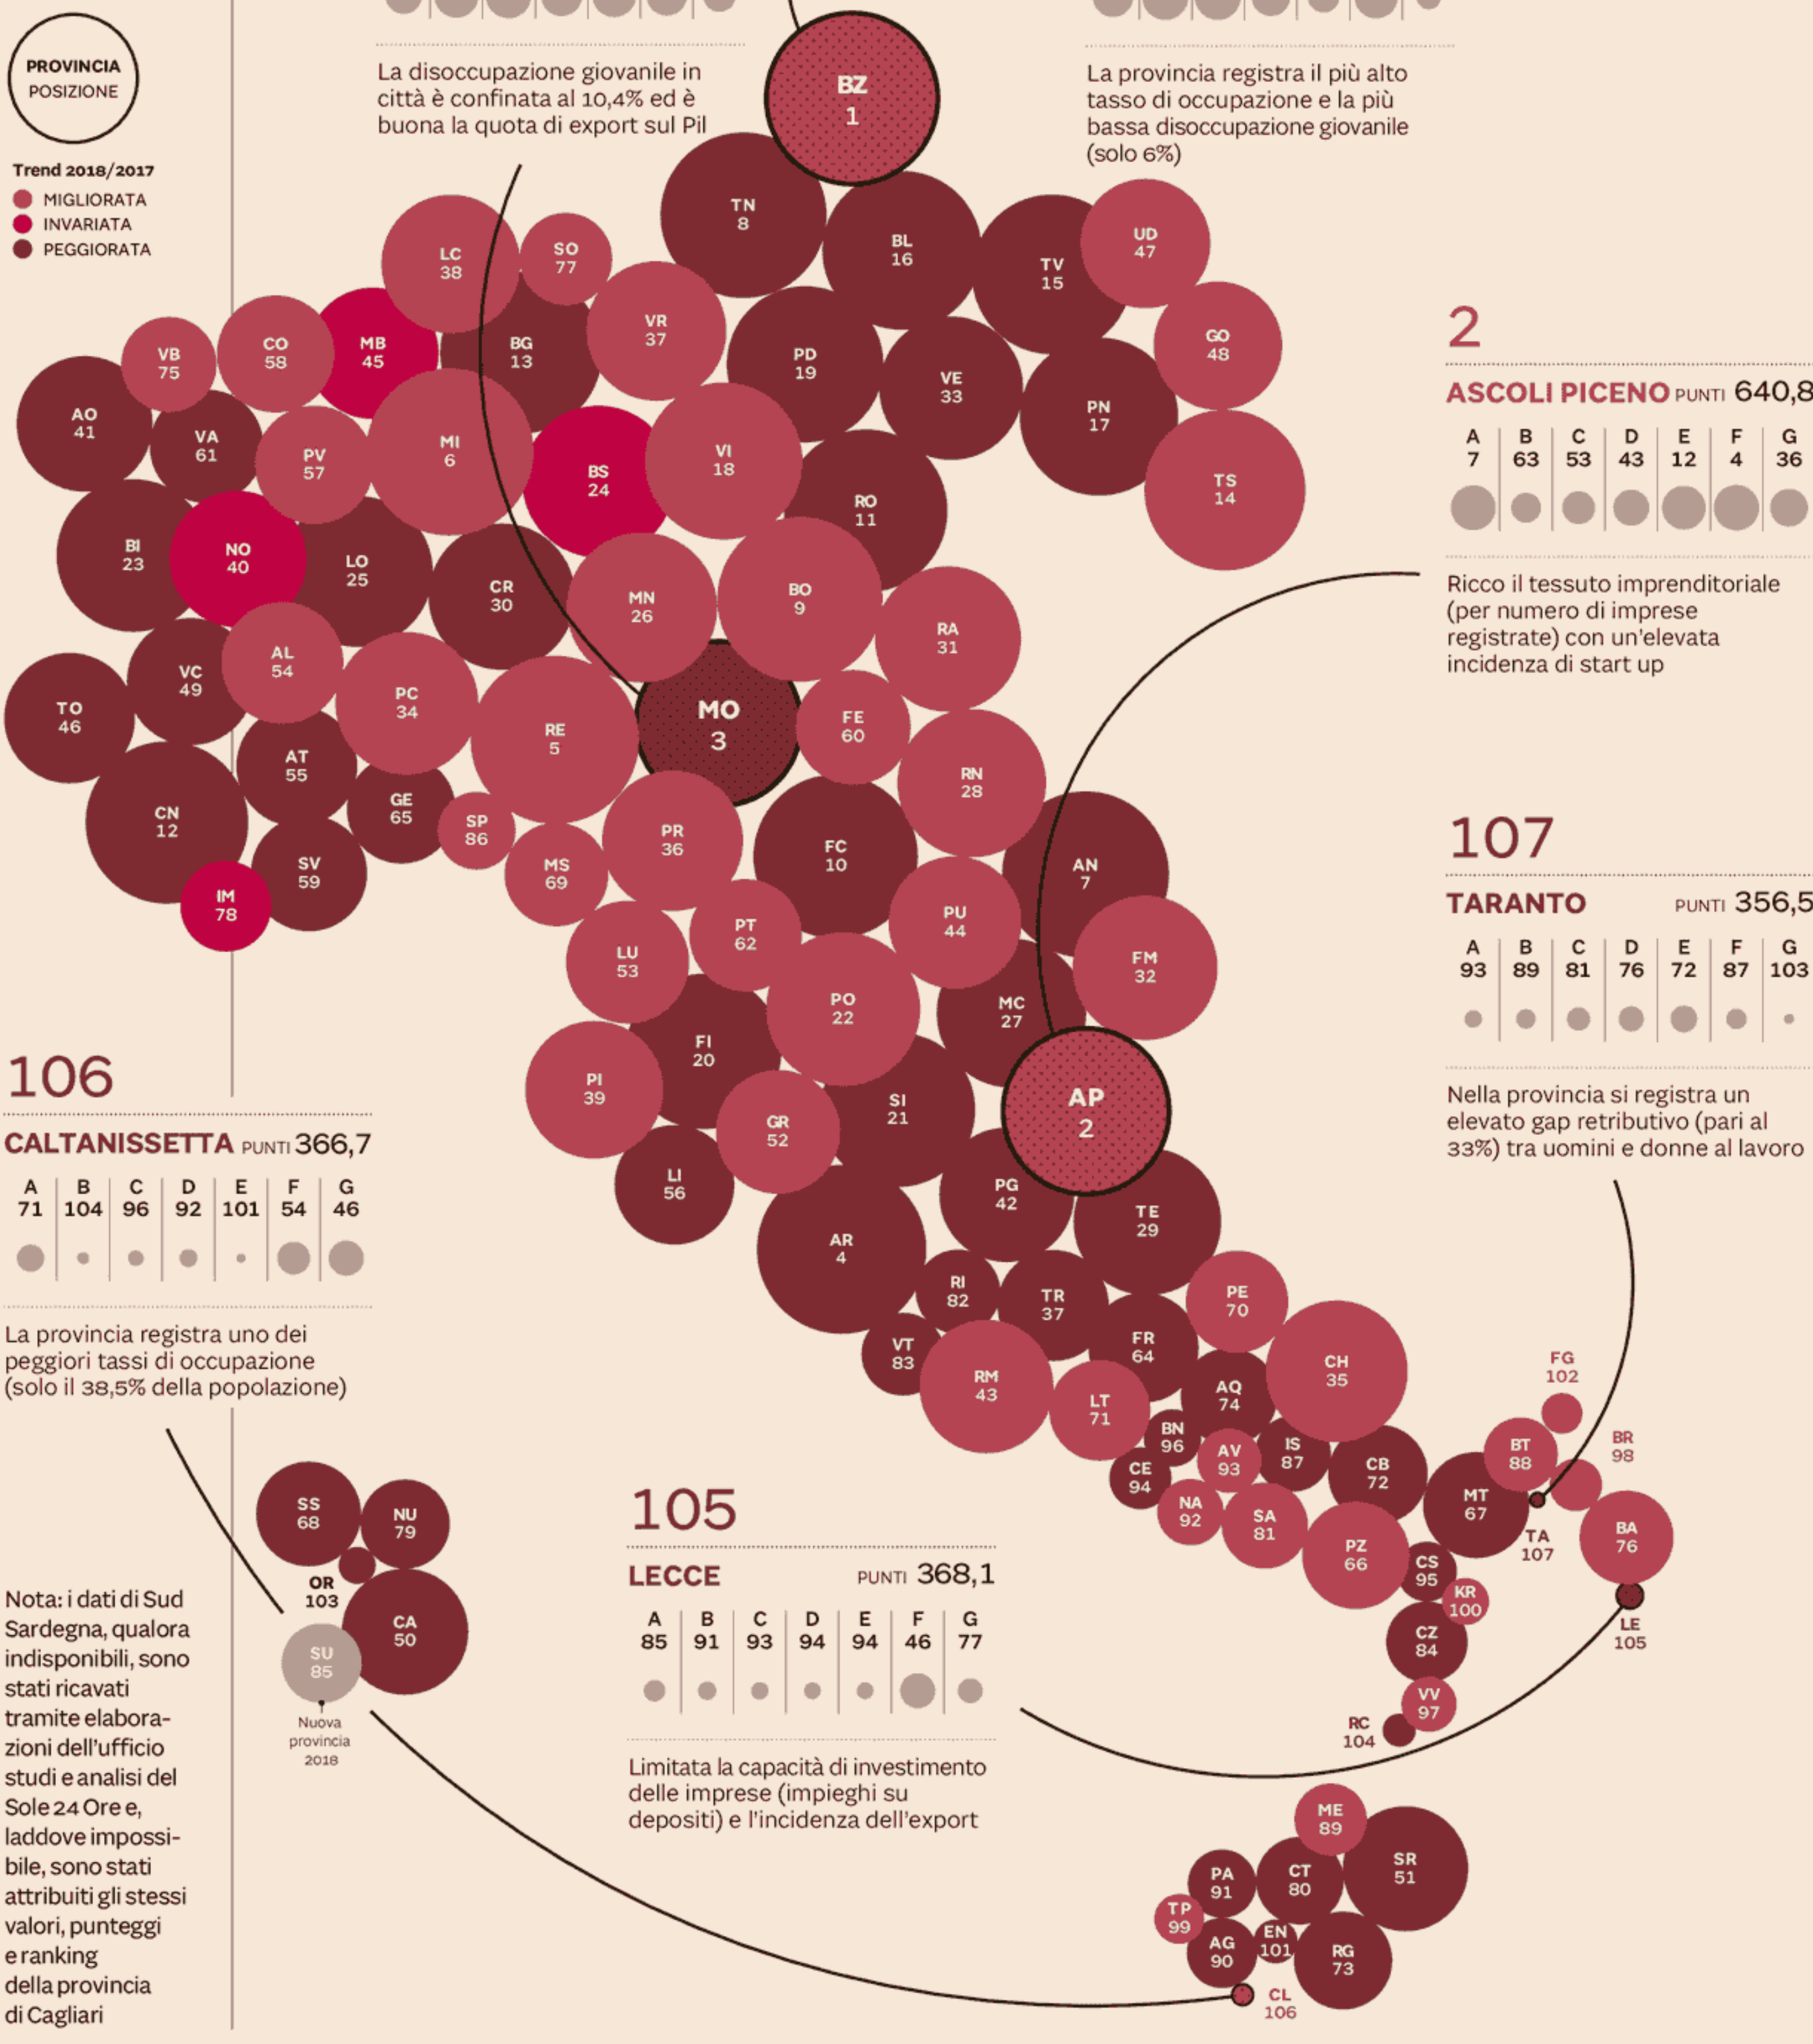 PROVINCIA
POSIZIONE
Trend 2018/2017
MIGLIORATA
INVARIATA
PEGGIORATA
La disoccupazione giovanile in
città è confinata al 10,4% ed è
buona la quota di export sul Pil
La provincia registra il più alto
tasso di occupazione e la più
bassa disoccupazione giovanile
(solo 6%)
BZ
1
TN
8
BL
16
TV
15
UD
47
LC
38
SO
77
VR
37
GO
48
VB
75
CO
58
MB
45
BG
13
PD
19
VE
33
PN
17
AO
41
VA
61
PV
57
MI
6
BS
24
VI
18
RO
11
TS
14
BI
23
NO
40
LO
25
CR
30
MN
26
BO
9
RA
31
VC
49
AL
54
PC
34
TO
46
RE
5
MO
3
FE
60
RN
28
AT
55
CN
12
GE
65
SP
86
PR
36
FC
10
AN
7
SV
59
MS
69
IM
78
PT
62
PU
44
LU
53
FM
32
PO
22
MC
27
FI
20
PI
39
GR
52
SI
21
AP
2
LI
56
PG
42
TE
29
AR
4
RI
82
TR
37
PE
70
VT
83
FR
64
RM
43
CH
35
LT
71
AQ
74
BN
96
AV
93
IS
87
CB
72
CE
94
NA
92
SA
81
PZ
66
MT
67
FG
102
BT
88
BR
98
TA
107
BA
76
LE
105
CS
95
KR
100
CZ
84
VV
97
RC
104
ME
89
SR
51
PA
91
CT
80
TP
99
AG
90
EN
101
RG
73
CL
106
SS
68
NU
79
OR
103
CA
50
SU
85
Nuova
provincia
2018
2
ASCOLI PICENO PUNTI 640,8
A B C D E F G
7 63 53 43 12 4 36
Ricco il tessuto imprenditoriale
(per numero di imprese
registrate) con un'elevata
incidenza di start up
107
TARANTO PUNTI 356,5
A B C D E F G
93 89 81 76 72 87 103
Nella provincia si registra un
elevato gap retributivo (pari al
33%) tra uomini e donne al lavoro
106
CALTANISSETTA PUNTI 366,7
A B C D E F G
71 104 96 92 101 54 46
La provincia registra uno dei
peggiori tassi di occupazione
(solo il 38,5% della popolazione)
105
LECCE PUNTI 368,1
A B C D E F G
85 91 93 94 94 46 77
Limitata la capacità di investimento
delle imprese (impieghi su
depositi) e l'incidenza dell'export
Nota: i dati di Sud
Sardegna, qualora
indisponibili, sono
stati ricavati
tramite elabora-
zioni dell'ufficio
studi e analisi del
Sole 24 Ore e,
laddove impossi-
bile, sono stati
attribuiti gli stessi
valori, punteggi
e ranking
della provincia
di Cagliari